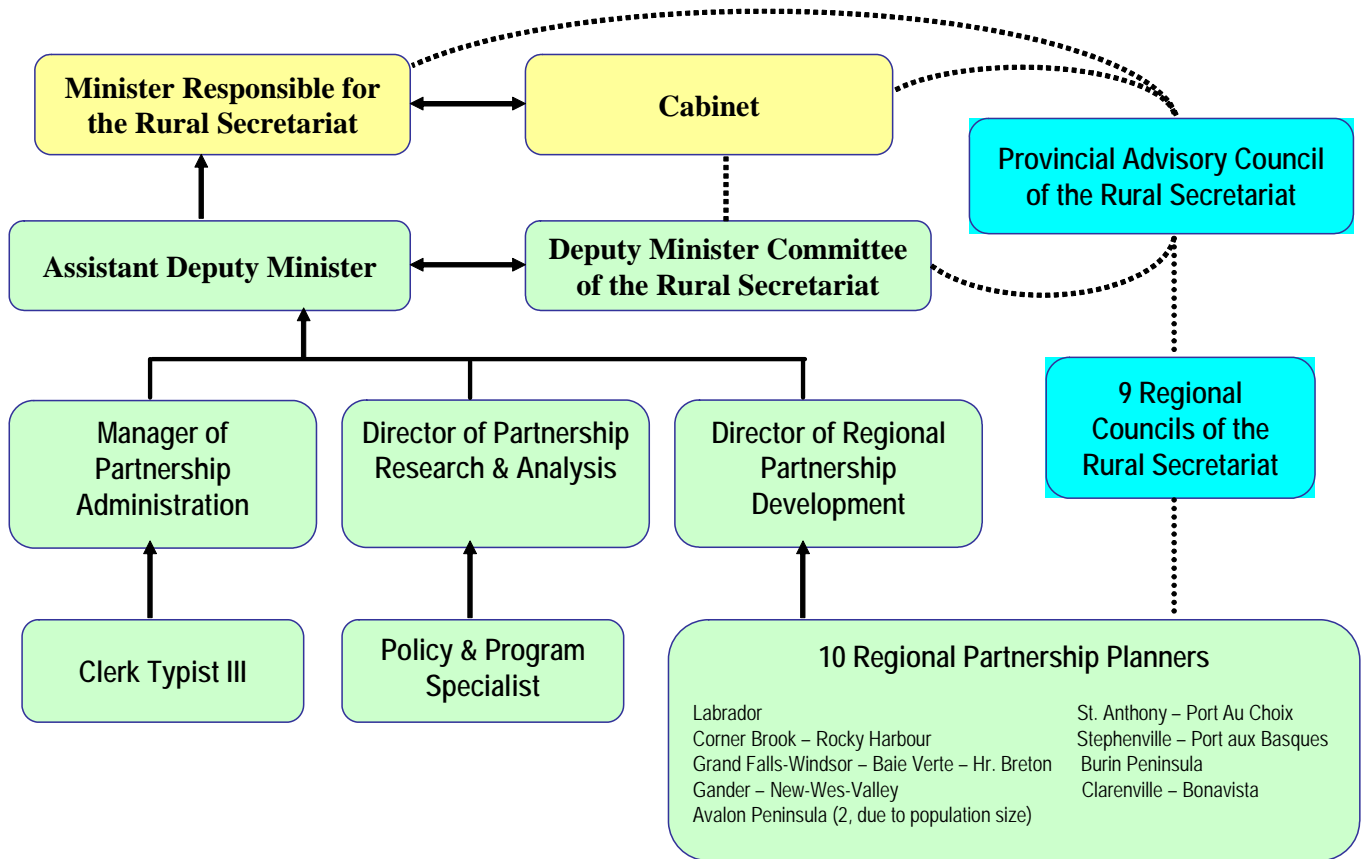 Minister Responsible for
the Rural Secretariat
Cabinet
Provincial Advisory Council
of the Rural Secretariat
Assistant Deputy Minister
Deputy Minister Committee
of the Rural Secretariat
9 Regional
Councils of the
Rural Secretariat
Manager of
Partnership
Administration
Director of Partnership
Research & Analysis
Director of Regional
Partnership
Development
Clerk Typist III
Policy & Program
Specialist
10 Regional Partnership Planners
Labrador
Corner Brook – Rocky Harbour
Grand Falls-Windsor – Baie Verte – Hr. Breton
Gander – New-Wes-Valley
Avalon Peninsula (2, due to population size)
St. Anthony – Port Au Choix
Stephenville – Port aux Basques
Burin Peninsula
Clarenville – Bonavista